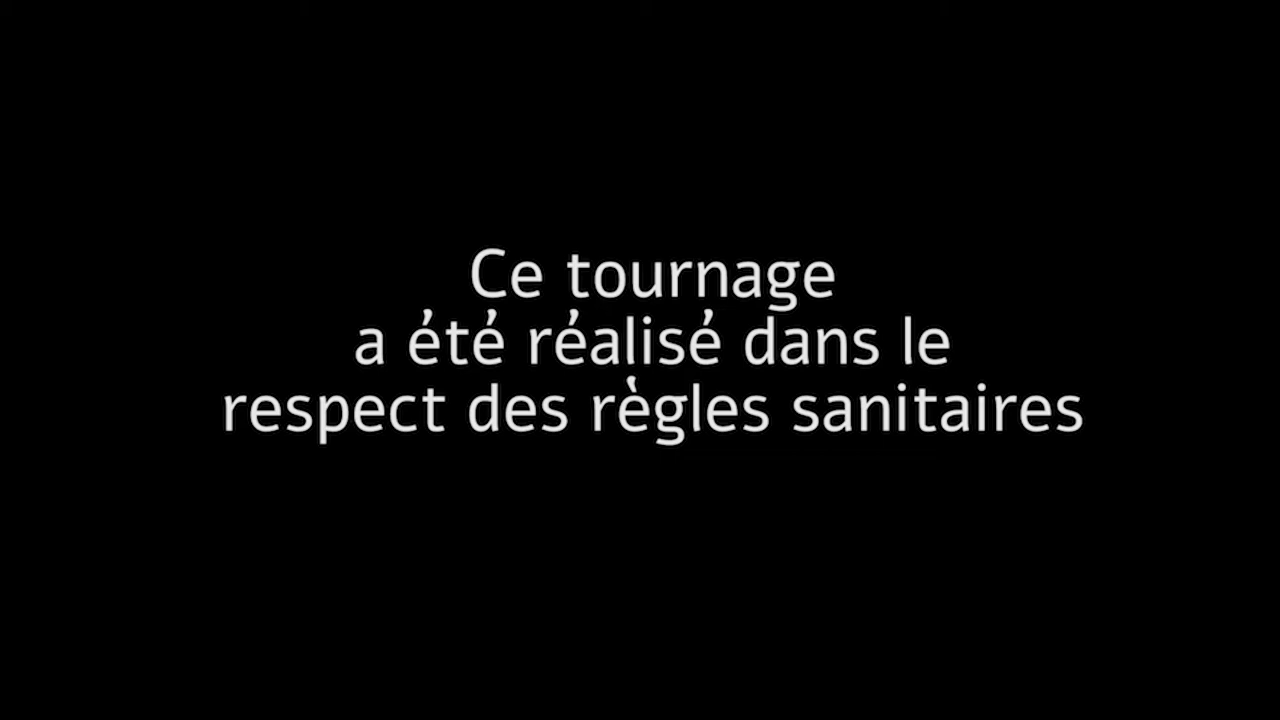 Ce tournage
a été réalisé dans le
respect des règles sanitaires